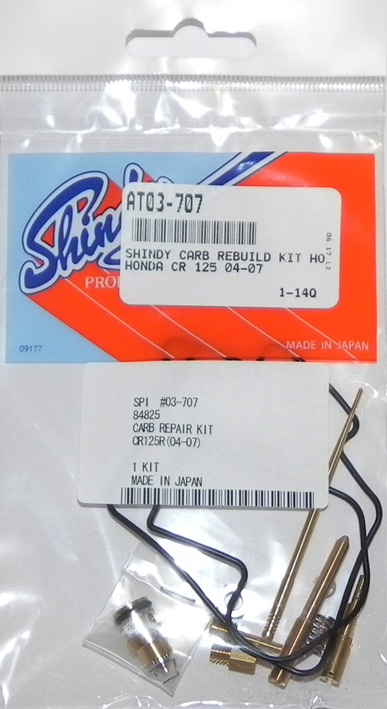 Shindy
AT03-707
SHINDY CARB REBUILD KIT HO
HONDA CR 125 04-07
06 17 13
1-14Q
PRO
09177
MADE IN JAPAN
SPI #03-707
84825
CARB REPAIR KIT
CR125R(04-07)
1 KIT
MADE IN JAPAN